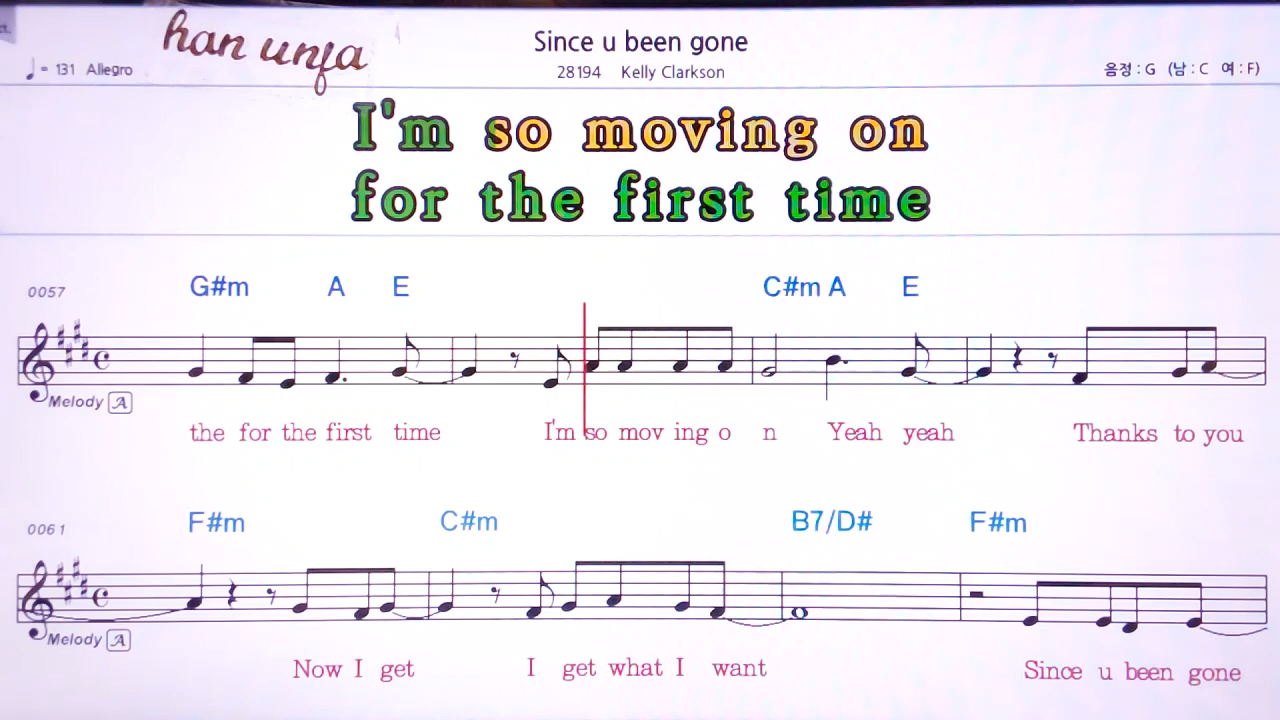 han unfa
Since u been gone
♩= 131 Allegro
28194 Kelly Clarkson
음정 : G (남 : C 여 : F)
I'm so moving on
for the first time
0057
G#m A E C#m A E
Melody A
the for the first time I'm so mov ing o n Yeah yeah Thanks to you
0061
F#m C#m B7/D# F#m
Melody A
Now I get I get what I want Since u been gone